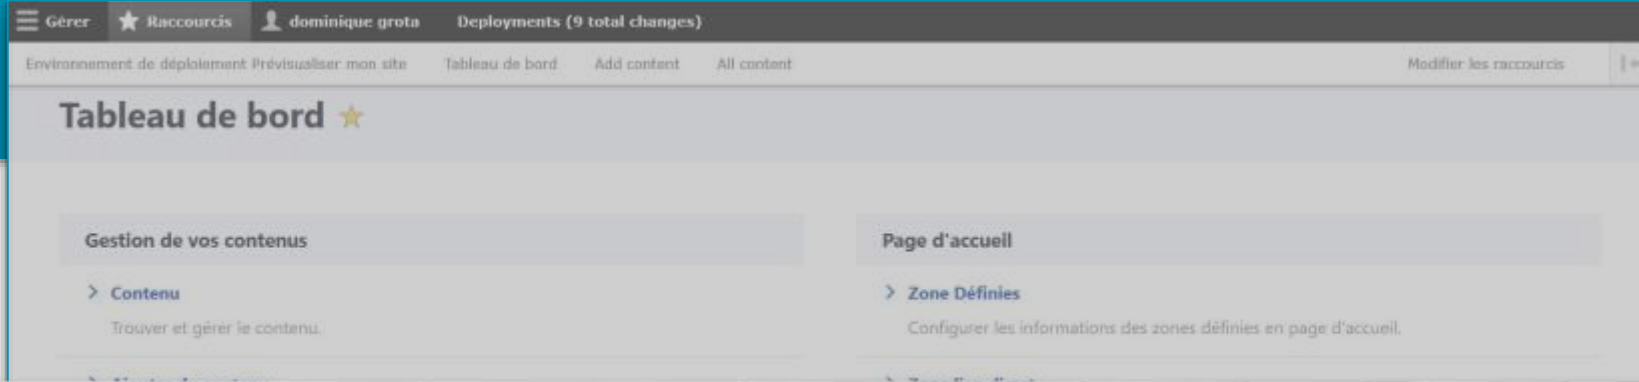 Gérer Raccourcis dominique grota Deployments (9 total changes)
Environnement de déploiement Prévisualiser mon site Tableau de bord Add content All content Modifier les raccourcis
Tableau de bord
Gestion de vos contenus
Contenu
Trouver et gérer le contenu.
Page d'accueil
Zone Définies
Configurer les informations des zones définies en page d'accueil.